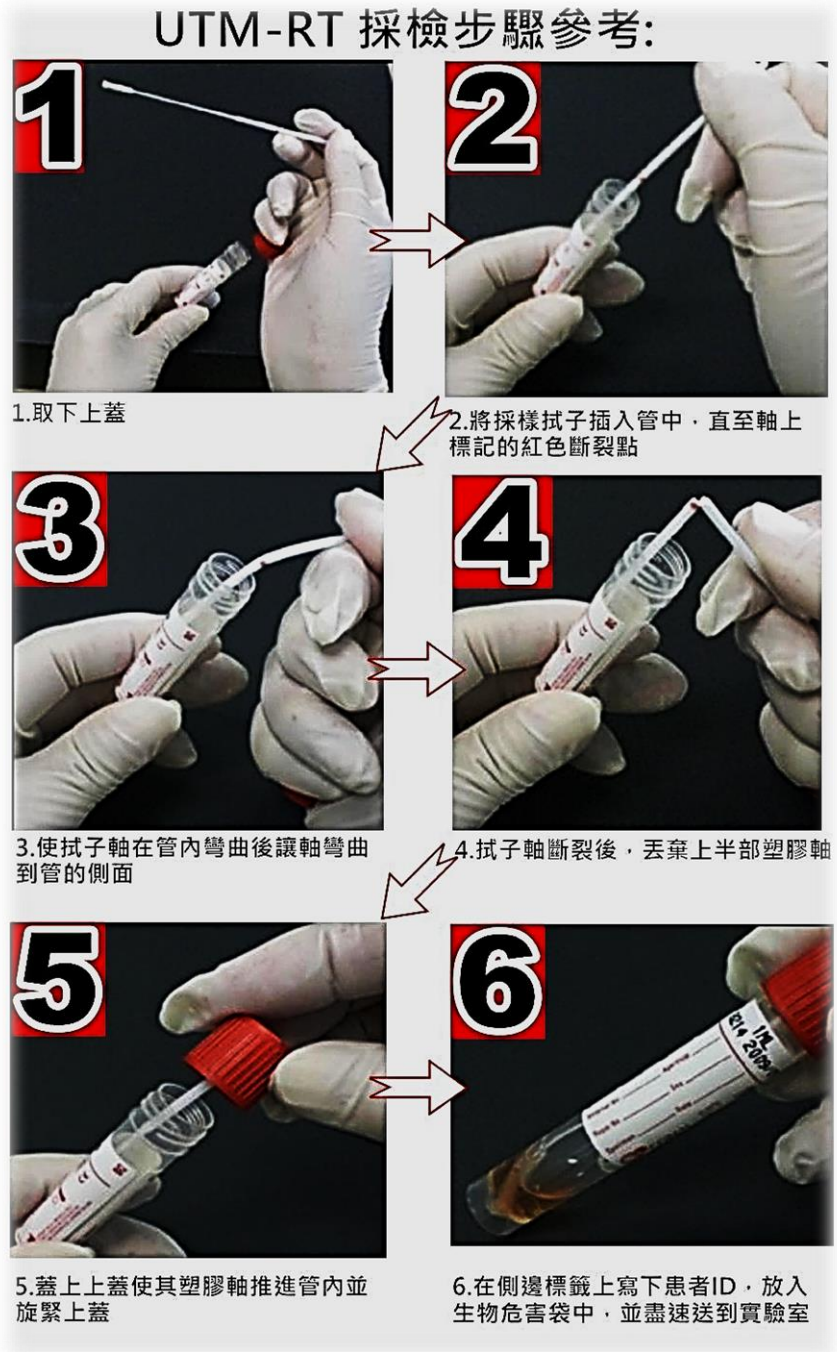 UTM-RT 採檢步驟參考:
1
2
1.取下上蓋
2.將採樣拭子插入管中，直至軸上
標記的紅色斷裂點
3
4
3.使拭子軸在管內彎曲後讓軸彎曲
到管的側面
4.拭子軸斷裂後，丟棄上半部塑膠軸
5
6
5.蓋上上蓋使其塑膠軸推進管內並
旋緊上蓋
6.在側邊標籤上寫下患者ID，放入
生物危害袋中，並盡速送到實驗室